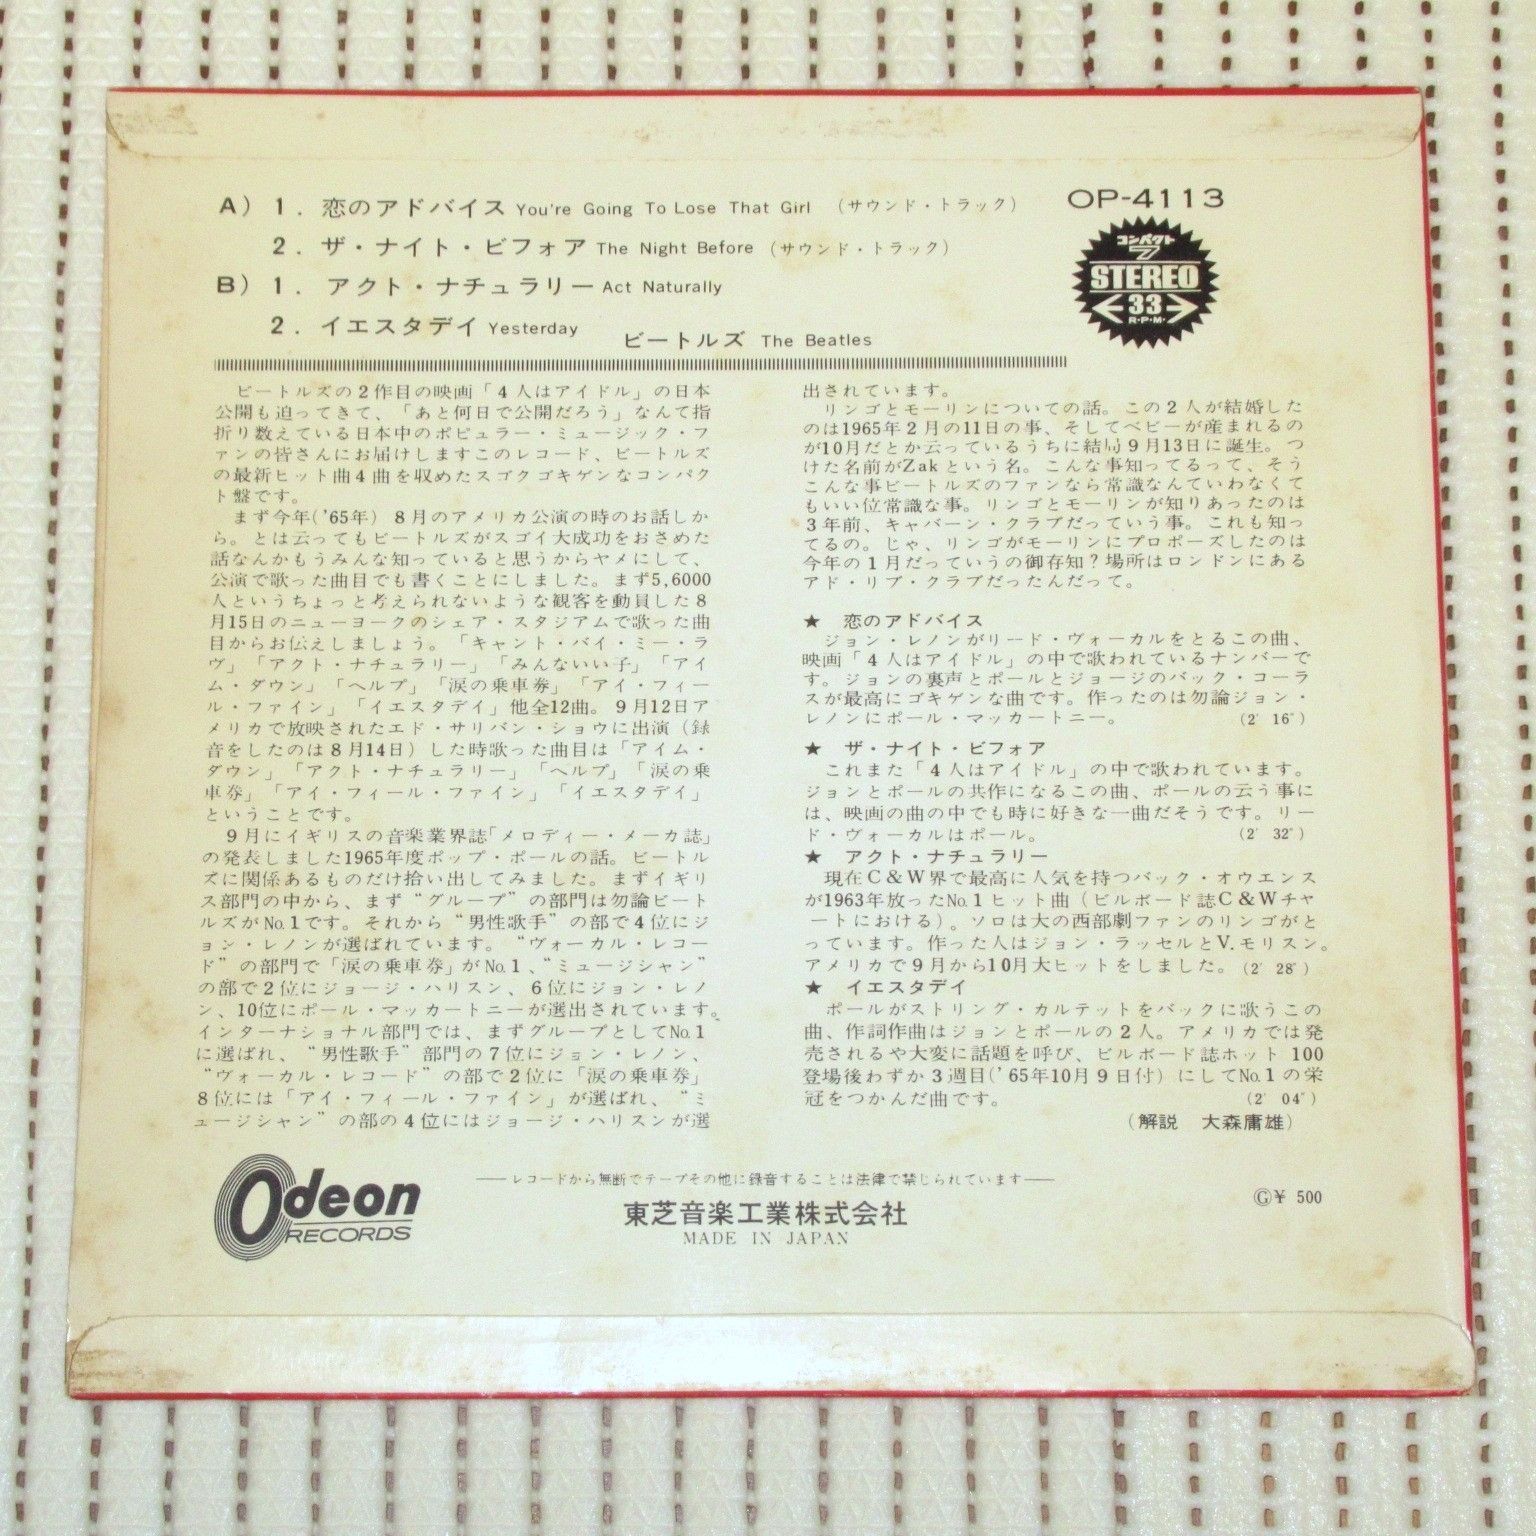 A) 1. 恋のアドバイス You're Going To Lose That Girl (サウンド・トラック)
2. ザ・ナイト・ビフォア The Night Before (サウンド・トラック)
B) 1. アクト・ナチュラリー Act Naturally
2. イエスタデイ Yesterday
ビートルズ The Beatles
OP-4113
コンパクト
7
STEREO
33
R・P・M・
ビートルズの2作目の映画「4人はアイドル」の日本
公開も迫ってきて、「あと何日で公開だろう」なんて指
折り数えている日本中のポピュラー・ミュージック・フ
ァンの皆さんにお届けしますこのレコード、ビートルズ
の最新ヒット曲4曲を収めたスゴクゴキゲンなコンパク
ト盤です。
まず今年('65年) 8月のアメリカ公演の時のお話しか
ら。とは云ってもビートルズがスゴイ大成功をおさめた
話なんかもうみんな知っていると思うからヤメにして、
公演で歌った曲目でも書くことにしました。まず5,6000
人というちょっと考えられないような観客を動員した8
月15日のニューヨークのシェア・スタジアムで歌った曲
目からお伝えしましょう。「キャント・バイ・ミー・ラ
ヴ」「アクト・ナチュラリー」「みんないい子」「アイ
ム・ダウン」「ヘルプ」「涙の乗車券」「アイ・フィー
ル・ファイン」「イエスタデイ」他全12曲。9月12日ア
メリカで放映されたエド・サリバン・ショウに出演(録
音をしたのは8月14日)した時歌った曲目は「アイム・
ダウン」「アクト・ナチュラリー」「ヘルプ」「涙の乗
車券」「アイ・フィール・ファイン」「イエスタデイ」
ということです。
9月にイギリスの音楽業界誌「メロディー・メーカ誌」
の発表しました1965年度ポップ・ポールの話。ビートル
ズに関係あるものだけ拾い出してみました。まずイギリ
ス部門の中から、まず“グループ”の部門は勿論ビート
ルズがNo.1です。それから“男性歌手”の部で4位にジ
ョン・レノンが選ばれています。“ヴォーカル・レコー
ド”の部門で「涙の乗車券」がNo.1、“ミュージシャン”
の部で2位にジョージ・ハリスン、6位にジョン・レノ
ン、10位にポール・マッカートニーが選出されています。
インターナショナル部門では、まずグループとしてNo.1
に選ばれ、“男性歌手”部門の7位にジョン・レノン、
“ヴォーカル・レコード”の部で2位に「涙の乗車券」
8位には「アイ・フィール・ファイン」が選ばれ、“ミ
ュージシャン”の部の4位にはジョージ・ハリスンが選
出されています。
リンゴとモーリンについての話。この2人が結婚した
のは1965年2月の11日の事、そしてベビーが産まれるの
が10月だとか云っているうちに結局9月13日に誕生。つ
けた名前がZakという名。こんな事知ってるって、そう
こんな事ビートルズのファンなら常識なんていわなくて
もいい位常識な事。リンゴとモーリンが知りあったのは
3年前、キャバーン・クラブだっていう事。これも知っ
てるの。じゃ、リンゴがモーリンにプロポーズしたのは
今年の1月だっていうの御存知?場所はロンドンにある
アド・リブ・クラブだったんだって。
★ 恋のアドバイス
ジョン・レノンがリード・ヴォーカルをとるこの曲、
映画「4人はアイドル」の中で歌われているナンバーで
す。ジョンの裏声とポールとジョージのバック・コーラ
スが最高にゴキゲンな曲です。作ったのは勿論ジョン・
レノンにポール・マッカートニー。 (2′ 16″)
★ ザ・ナイト・ビフォア
これまた「4人はアイドル」の中で歌われています。
ジョンとポールの共作になるこの曲、ポールの云う事に
は、映画の曲の中でも時に好きな一曲だそうです。リー
ド・ヴォーカルはポール。 (2′ 32″)
★ アクト・ナチュラリー
現在C&W界で最高に人気を持つバック・オウエンス
が1963年放ったNo.1ヒット曲(ビルボード誌C&Wチャ
ートにおける)。ソロは大の西部劇ファンのリンゴがと
っています。作った人はジョン・ラッセルとV.モリスン。
アメリカで9月から10月大ヒットをしました。 (2′ 28″)
★ イエスタデイ
ポールがストリング・カルテットをバックに歌うこの
曲、作詞作曲はジョンとポールの2人。アメリカでは発
売されるや大変に話題を呼び、ビルボード誌ホット 100
登場後わずか3週目('65年10月9日付)にしてNo.1の栄
冠をつかんだ曲です。 (2′ 04″)
(解説 大森庸雄)
Odeon
RECORDS
――レコードから無断でテープその他に録音することは法律で禁じられています――
東芝音楽工業株式会社
MADE IN JAPAN
Ⓖ¥ 500